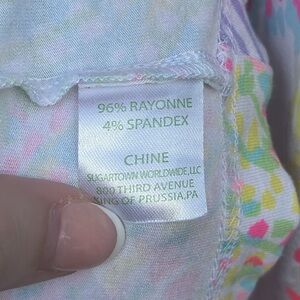 96% RAYONNE
4% SPANDEX
CHINE
SUGARTOWN WORLDWIDE, LLC
800 THIRD AVENUE
KING OF PRUSSIA, PA